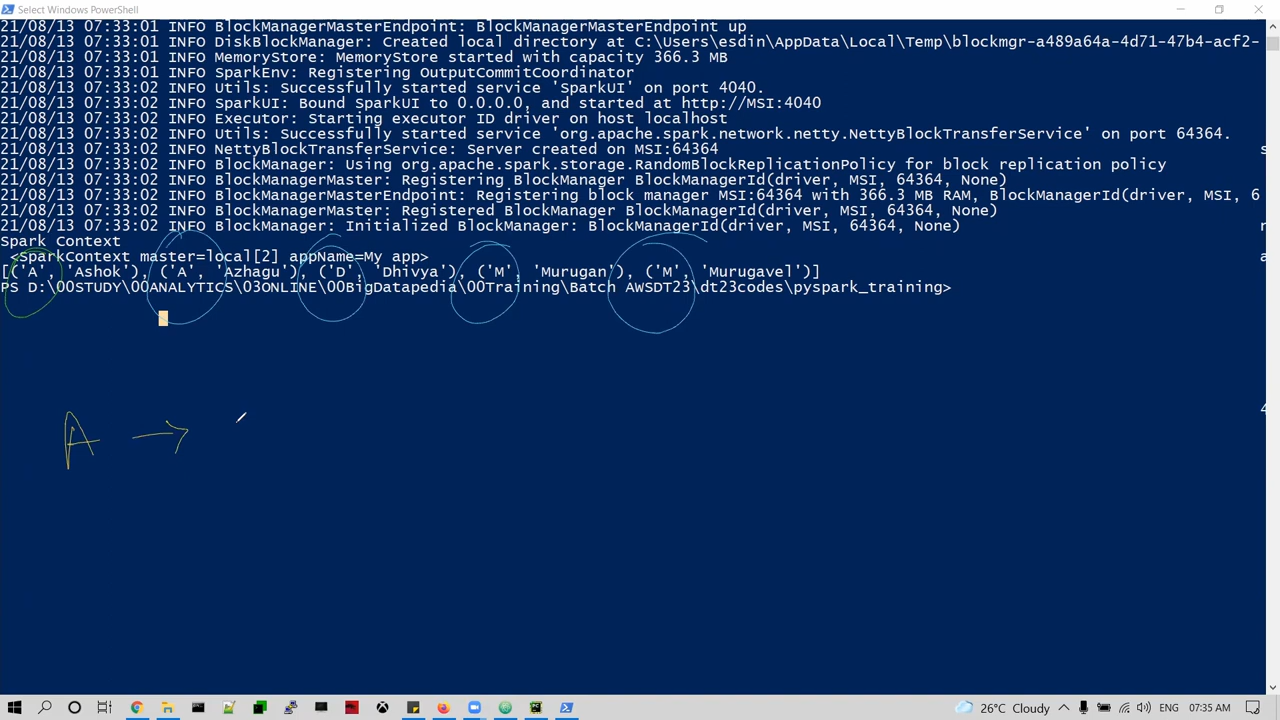 Select Windows PowerShell
21/08/13 07:33:01 INFO BlockManagerMasterEndpoint: BlockManagerMasterEndpoint up
21/08/13 07:33:01 INFO DiskBlockManager: Created local directory at C:\Users\esdin\AppData\Local\Temp\blockmgr-a489a64a-4d71-47b4-acf2-
21/08/13 07:33:01 INFO MemoryStore: MemoryStore started with capacity 366.3 MB
21/08/13 07:33:01 INFO SparkEnv: Registering OutputCommitCoordinator
21/08/13 07:33:02 INFO Utils: Successfully started service 'SparkUI' on port 4040.
21/08/13 07:33:02 INFO SparkUI: Bound SparkUI to 0.0.0.0, and started at http://MSI:4040
21/08/13 07:33:02 INFO Executor: Starting executor ID driver on host localhost
21/08/13 07:33:02 INFO Utils: Successfully started service 'org.apache.spark.network.netty.NettyBlockTransferService' on port 64364.
21/08/13 07:33:02 INFO NettyBlockTransferService: Server created on MSI:64364
21/08/13 07:33:02 INFO BlockManager: Using org.apache.spark.storage.RandomBlockReplicationPolicy for block replication policy
21/08/13 07:33:02 INFO BlockManagerMaster: Registering BlockManager BlockManagerId(driver, MSI, 64364, None)
21/08/13 07:33:02 INFO BlockManagerMasterEndpoint: Registering block manager MSI:64364 with 366.3 MB RAM, BlockManagerId(driver, MSI, 6
21/08/13 07:33:02 INFO BlockManagerMaster: Registered BlockManager BlockManagerId(driver, MSI, 64364, None)
21/08/13 07:33:02 INFO BlockManager: Initialized BlockManager: BlockManagerId(driver, MSI, 64364, None)
Spark Context
<SparkContext master=local[2] appName=My app>
[('A', 'Ashok'), ('A', 'Azhagu'), ('D', 'Dhivya'), ('M', 'Murugan'), ('M', 'Murugavel')]
PS D:\00STUDY\00ANALYTICS\03ONLINE\00BigDatapedia\00Training\Batch AWSDT23\dt23codes\pyspark_training>
A →
26°C Cloudy ENG 07:35 AM